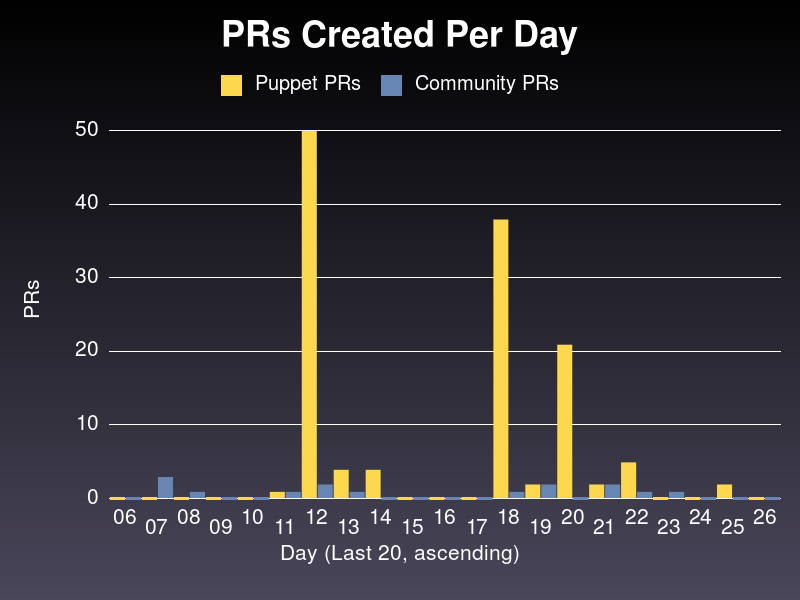 PRs Created Per Day
Puppet PRs Community PRs
50
40
30
20
10
0
PRs
06 07 08 09 10 11 12 13 14 15 16 17 18 19 20 21 22 23 24 25 26
Day (Last 20, ascending)